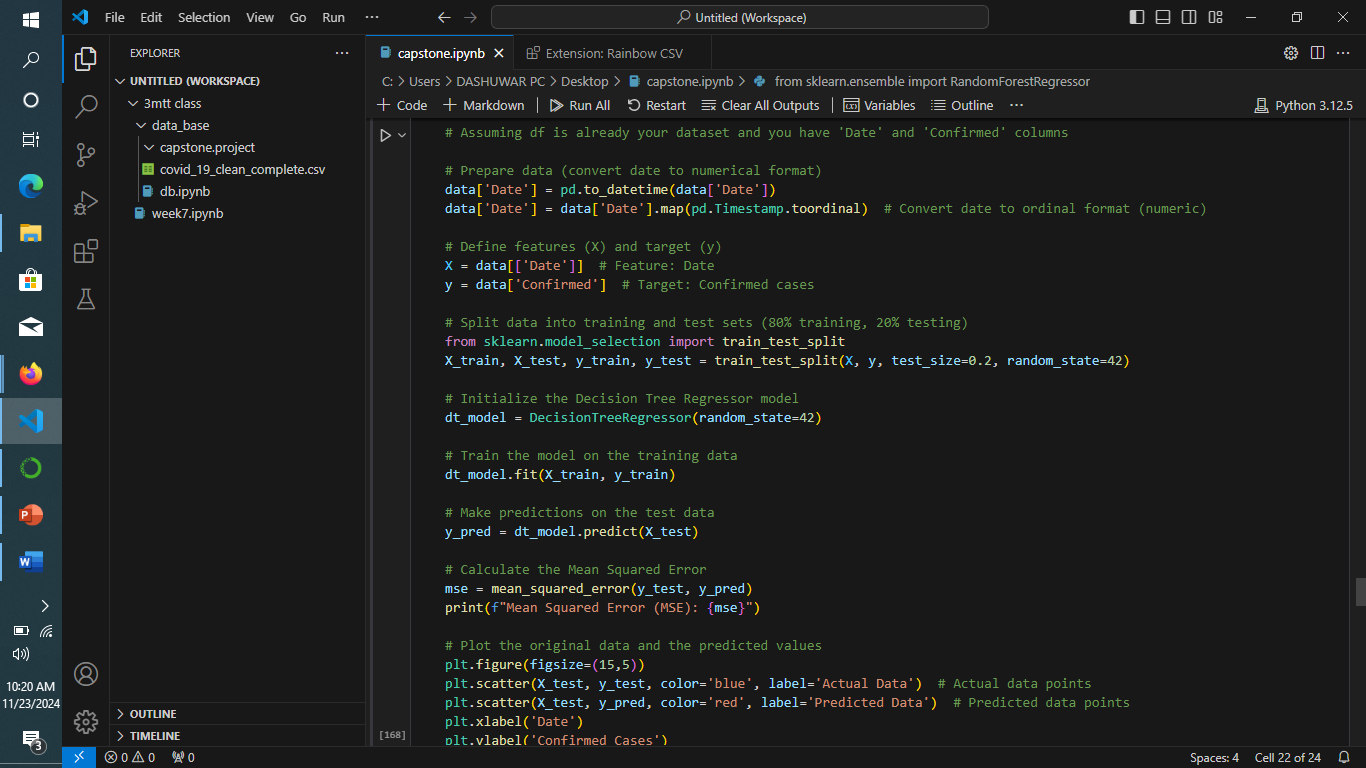 File Edit Selection View Go Run ··· Untitled (Workspace)
EXPLORER ···
capstone.ipynb Extension: Rainbow CSV
UNTITLED (WORKSPACE)
3mtt class
data_base
capstone.project
covid_19_clean_complete.csv
db.ipynb
week7.ipynb
OUTLINE
TIMELINE
C: > Users > DASHUWAR PC > Desktop > capstone.ipynb > from sklearn.ensemble import RandomForestRegressor
+ Code + Markdown Run All Restart Clear All Outputs Variables Outline ··· Python 3.12.5
# Assuming df is already your dataset and you have 'Date' and 'Confirmed' columns
# Prepare data (convert date to numerical format)
data['Date'] = pd.to_datetime(data['Date'])
data['Date'] = data['Date'].map(pd.Timestamp.toordinal)  # Convert date to ordinal format (numeric)
# Define features (X) and target (y)
X = data[['Date']]  # Feature: Date
y = data['Confirmed']  # Target: Confirmed cases
# Split data into training and test sets (80% training, 20% testing)
from sklearn.model_selection import train_test_split
X_train, X_test, y_train, y_test = train_test_split(X, y, test_size=0.2, random_state=42)
# Initialize the Decision Tree Regressor model
dt_model = DecisionTreeRegressor(random_state=42)
# Train the model on the training data
dt_model.fit(X_train, y_train)
# Make predictions on the test data
y_pred = dt_model.predict(X_test)
# Calculate the Mean Squared Error
mse = mean_squared_error(y_test, y_pred)
print(f"Mean Squared Error (MSE): {mse}")
# Plot the original data and the predicted values
plt.figure(figsize=(15,5))
plt.scatter(X_test, y_test, color='blue', label='Actual Data')  # Actual data points
plt.scatter(X_test, y_pred, color='red', label='Predicted Data')  # Predicted data points
plt.xlabel('Date')
plt.ylabel('Confirmed Cases')
[168]
10:20 AM
11/23/2024
3
0 0 0 Spaces: 4 Cell 22 of 24